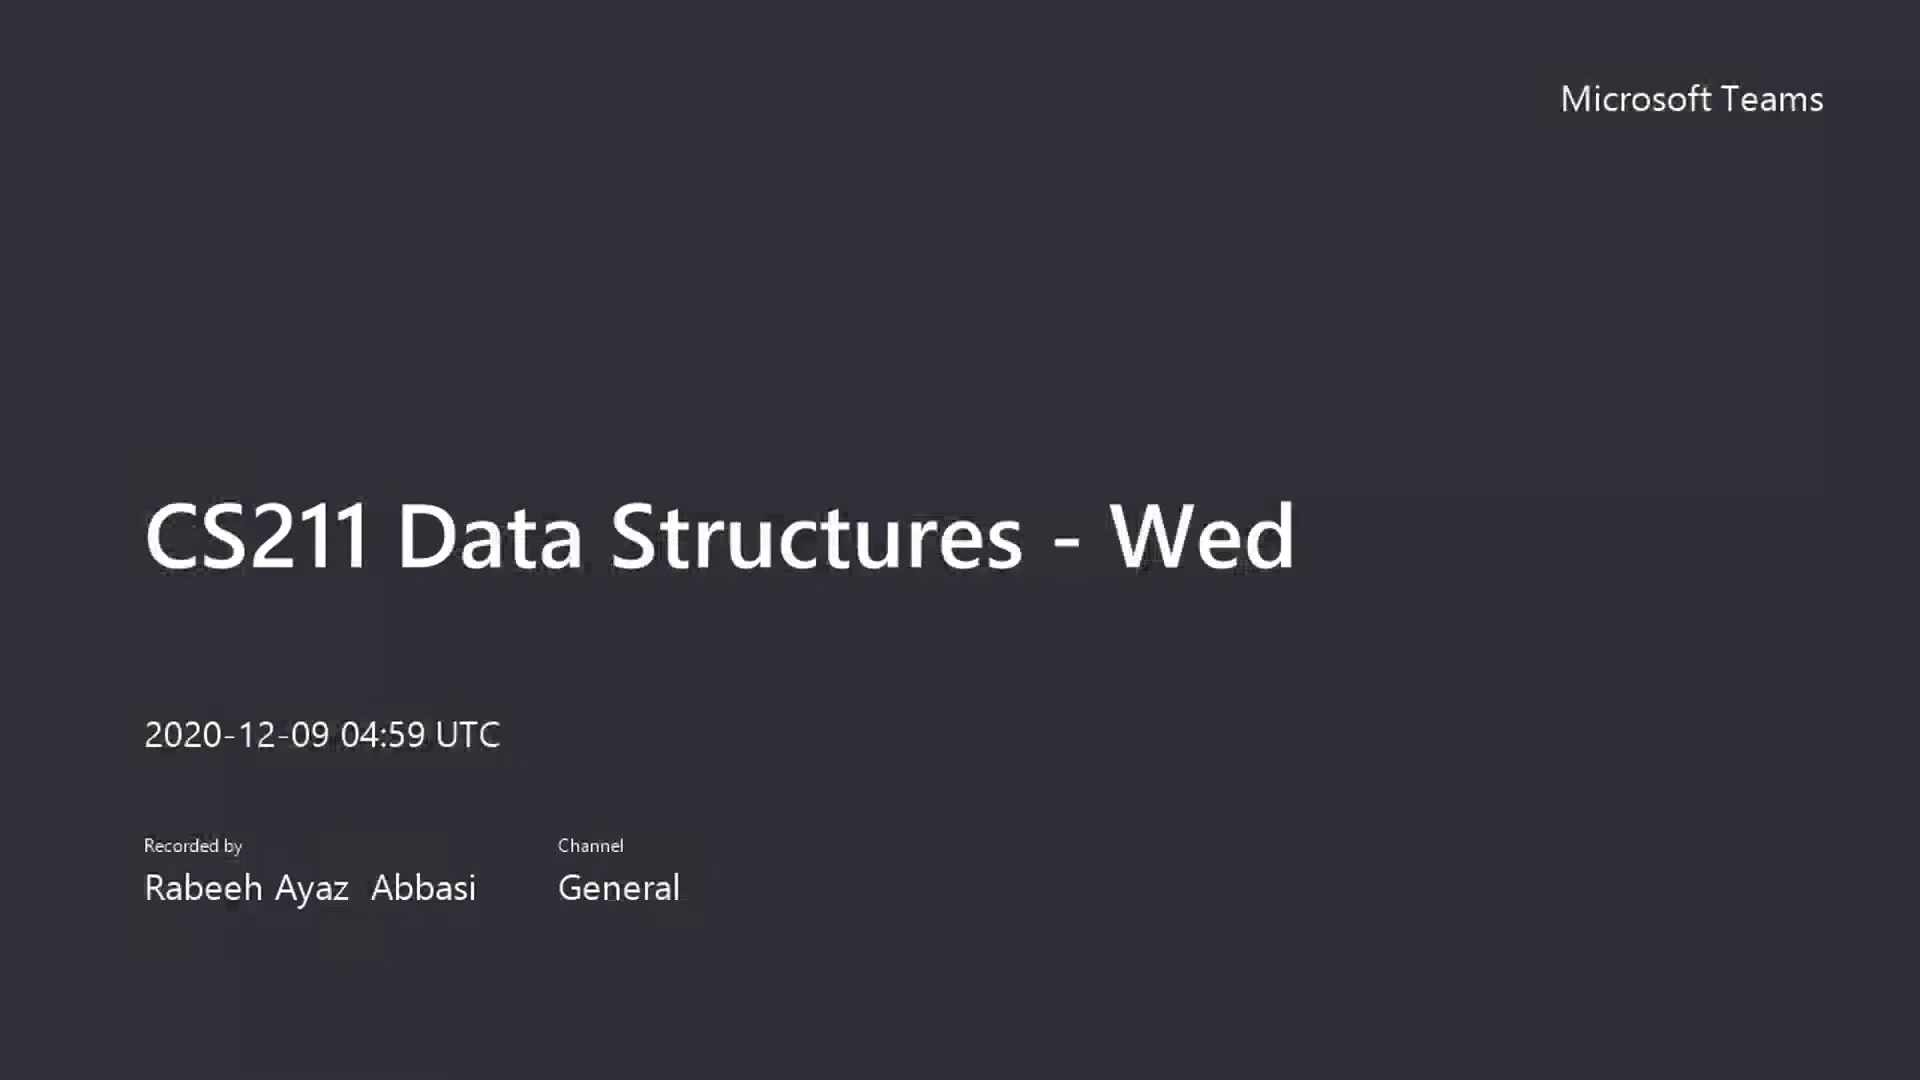 Microsoft Teams
CS211 Data Structures - Wed
2020-12-09 04:59 UTC
Recorded by
Rabeeh Ayaz  Abbasi
Channel
General